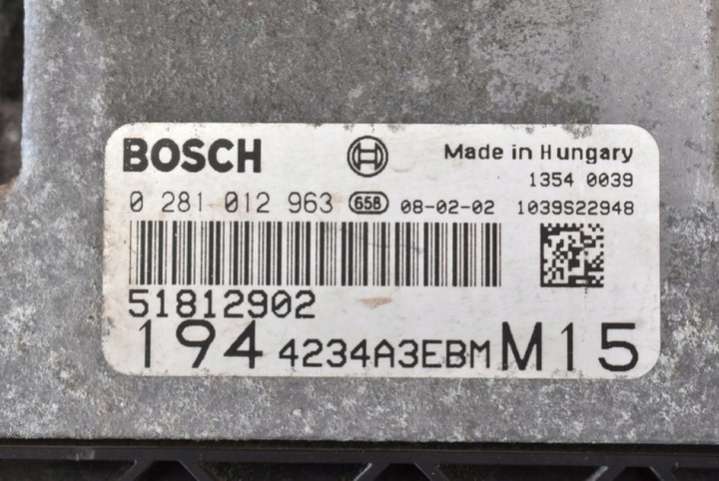 BOSCH Made in Hungary
1354 0039
0 281 012 963 658 08-02-02 1039S22948
51812902
194 4234A3EBM M15